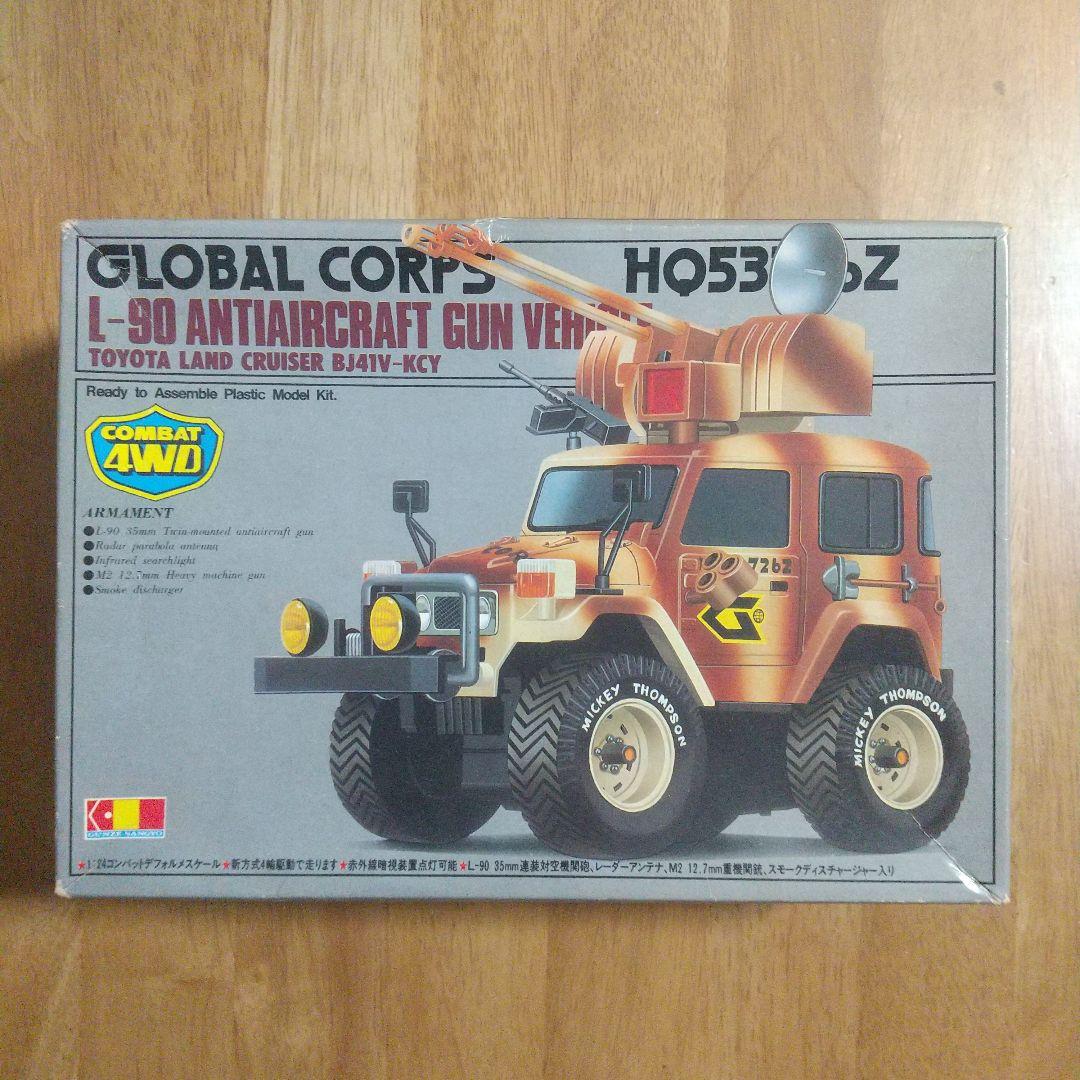 GLOBAL CORPS HQ53726Z
L-90 ANTIAIRCRAFT GUN VEHICLE
TOYOTA LAND CRUISER BJ41V-KCY
Ready to Assemble Plastic Model Kit.
COMBAT
4WD
ARMAMENT
●L-90 35mm Twin-mounted antiaircraft gun
●Radar parabola antenna
●Infrared searchlight
●M2 12.7mm Heavy machine gun
●Smoke discharger
726Z
G
MICKEY THOMPSON
MICKEY THOMPSON
GUNZE SANGYO
★1:24コンバットデフォルメスケール★新方式4輪駆動で走ります★赤外線暗視装置点灯可能★L-90 35mm連装対空機関砲、レーダーアンテナ、M2 12.7mm重機関銃、スモークディスチャージャー入り